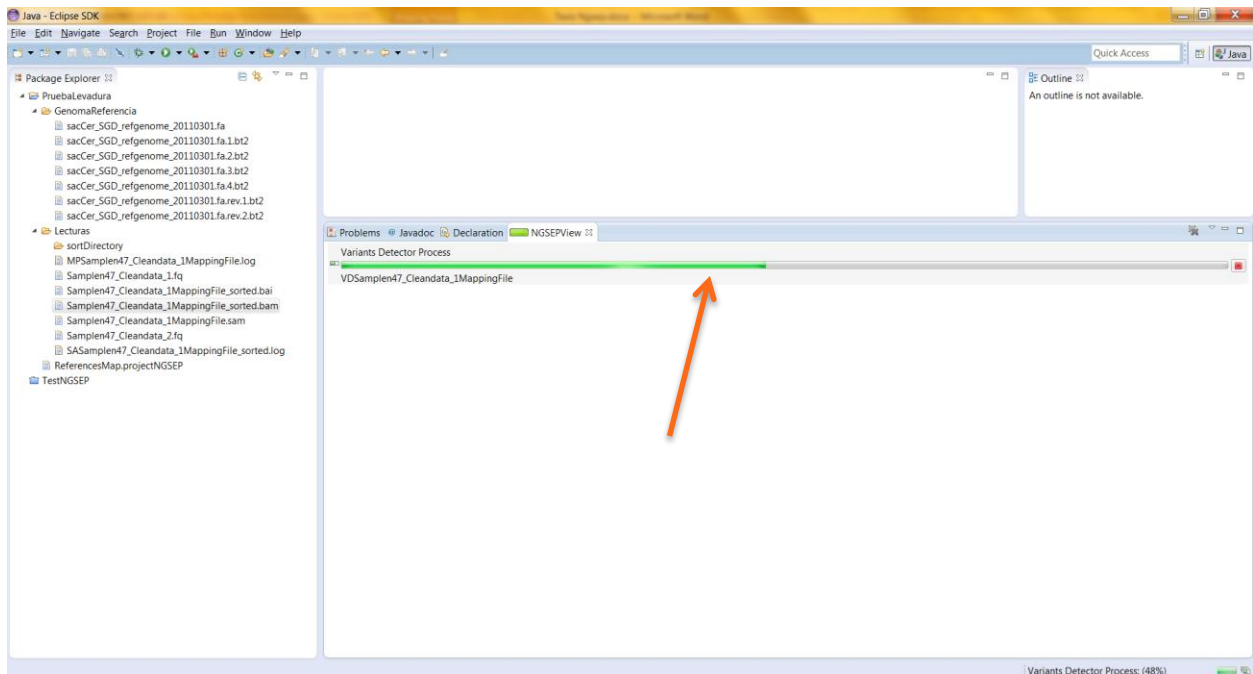 Java - Eclipse SDK
File Edit Navigate Search Project File Run Window Help
Quick Access
Java
Package Explorer
PruebaLevadura
GenomaReferencia
sacCer_SGD_refgenome_20110301.fa
sacCer_SGD_refgenome_20110301.fa.1.bt2
sacCer_SGD_refgenome_20110301.fa.2.bt2
sacCer_SGD_refgenome_20110301.fa.3.bt2
sacCer_SGD_refgenome_20110301.fa.4.bt2
sacCer_SGD_refgenome_20110301.fa.rev.1.bt2
sacCer_SGD_refgenome_20110301.fa.rev.2.bt2
Lecturas
sortDirectory
MPSamplen47_Cleandata_1MappingFile.log
Samplen47_Cleandata_1.fq
Samplen47_Cleandata_1MappingFile_sorted.bai
Samplen47_Cleandata_1MappingFile_sorted.bam
Samplen47_Cleandata_1MappingFile.sam
Samplen47_Cleandata_2.fq
SASamplen47_Cleandata_1MappingFile_sorted.log
ReferencesMap.projectNGSEP
TestNGSEP
Outline
An outline is not available.
Problems Javadoc Declaration NGSEPView
Variants Detector Process
VDSamplen47_Cleandata_1MappingFile
Variants Detector Process: (48%)